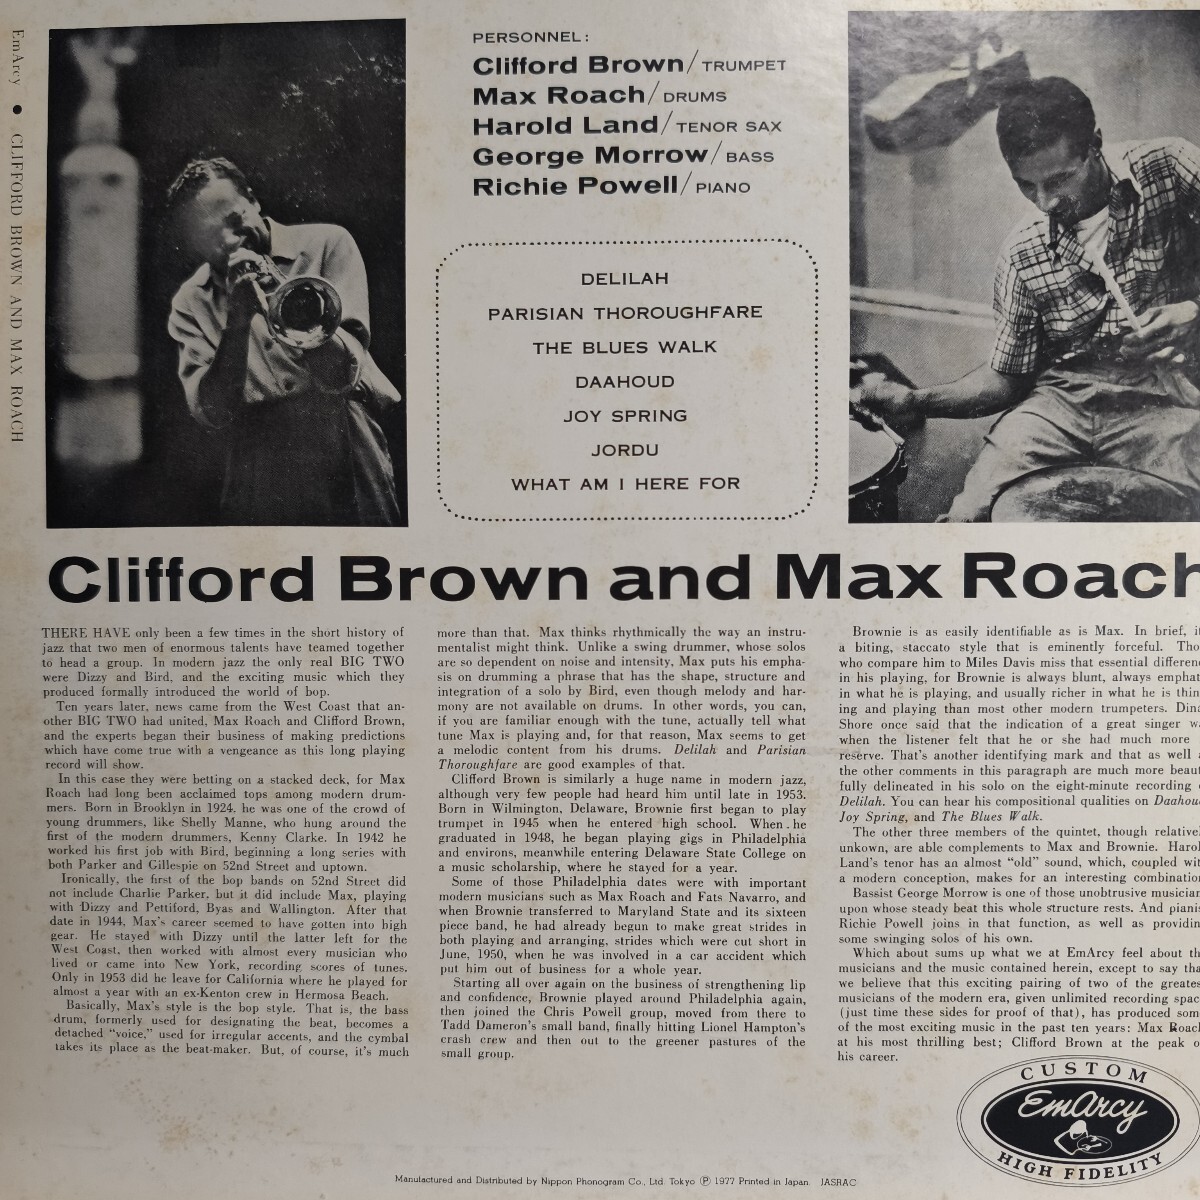 EmArcy ● CLIFFORD BROWN AND MAX ROACH
PERSONNEL:
Clifford Brown/TRUMPET
Max Roach/DRUMS
Harold Land/TENOR SAX
George Morrow/BASS
Richie Powell/PIANO
DELILAH
PARISIAN THOROUGHFARE
THE BLUES WALK
DAAHOUD
JOY SPRING
JORDU
WHAT AM I HERE FOR
Clifford Brown and Max Roach
THERE HAVE only been a few times in the short history of
jazz that two men of enormous talents have teamed together
to head a group. In modern jazz the only real BIG TWO
were Dizzy and Bird, and the exciting music which they
produced formally introduced the world of bop.
Ten years later, news came from the West Coast that an-
other BIG TWO had united, Max Roach and Clifford Brown,
and the experts began their business of making predictions
which have come true with a vengeance as this long playing
record will show.
In this case they were betting on a stacked deck, for Max
Roach had long been acclaimed tops among modern drum-
mers. Born in Brooklyn in 1924, he was one of the crowd of
young drummers, like Shelly Manne, who hung around the
first of the modern drummers, Kenny Clarke. In 1942 he
worked his first job with Bird, beginning a long series with
both Parker and Gillespie on 52nd Street and uptown.
Ironically, the first of the bop bands on 52nd Street did
not include Charlie Parker, but it did include Max, playing
with Dizzy and Pettiford, Byas and Wallington. After that
date in 1944, Max's career seemed to have gotten into high
gear. He stayed with Dizzy until the latter left for the
West Coast, then worked with almost every musician who
lived or came into New York, recording scores of tunes.
Only in 1953 did he leave for California where he played for
almost a year with an ex-Kenton crew in Hermosa Beach.
Basically, Max's style is the bop style. That is, the bass
drum, formerly used for designating the beat, becomes a
detached "voice," used for irregular accents, and the cymbal
takes its place as the beat-maker. But, of course, it's much
more than that. Max thinks rhythmically the way an instru-
mentalist might think. Unlike a swing drummer, whose solos
are so dependent on noise and intensity, Max puts his empha-
sis on drumming a phrase that has the shape, structure and
integration of a solo by Bird, even though melody and har-
mony are not available on drums. In other words, you can,
if you are familiar enough with the tune, actually tell what
tune Max is playing and, for that reason, Max seems to get
a melodic content from his drums. Delilah and Parisian
Thoroughfare are good examples of that.
Clifford Brown is similarly a huge name in modern jazz,
although very few people had heard him until late in 1953.
Born in Wilmington, Delaware, Brownie first began to play
trumpet in 1945 when he entered high school. When he
graduated in 1948, he began playing gigs in Philadelphia
and environs, meanwhile entering Delaware State College on
a music scholarship, where he stayed for a year.
Some of those Philadelphia dates were with important
modern musicians such as Max Roach and Fats Navarro, and
when Brownie transferred to Maryland State and its sixteen
piece band, he had already begun to make great strides in
both playing and arranging, strides which were cut short in
June, 1950, when he was involved in a car accident which
put him out of business for a whole year.
Starting all over again on the business of strengthening lip
and confidence, Brownie played around Philadelphia again,
then joined the Chris Powell group, moved from there to
Tadd Dameron's small band, finally hitting Lionel Hampton's
crash crew and then out to the greener pastures of the
small group.
Brownie is as easily identifiable as is Max. In brief,
a biting, staccato style that is eminently forceful.
who compare him to Miles Davis miss that essential
in his playing, for Brownie is always blunt, always
in what he is playing, and usually richer in what he is
ing and playing than most other modern trumpeters.
Shore once said that the indication of a great singer
when the listener felt that he or she had much more
reserve. That's another identifying mark and that as well
the other comments in this paragraph are much more
fully delineated in his solo on the eight-minute recording
Delilah. You can hear his compositional qualities on
Joy Spring, and The Blues Walk.
The other three members of the quintet, though
unkown, are able complements to Max and Brownie.
Land's tenor has an almost "old" sound, which, coupled
a modern conception, makes for an interesting
Bassist George Morrow is one of those unobtrusive
upon whose steady beat this whole structure rests. And
Richie Powell joins in that function, as well as
some swinging solos of his own.
Which about sums up what we at EmArcy feel about
musicians and the music contained herein, except to say
we believe that this exciting pairing of two of the
musicians of the modern era, given unlimited recording
(just time these sides for proof of that), has produced
of the most exciting music in the past ten years: Max
at his most thrilling best; Clifford Brown at the peak
his career.
CUSTOM
EmArcy
HIGH FIDELITY
Manufactured and Distributed by Nippon Phonogram Co., Ltd. Tokyo Ⓟ 1977 Printed in Japan JASRAC